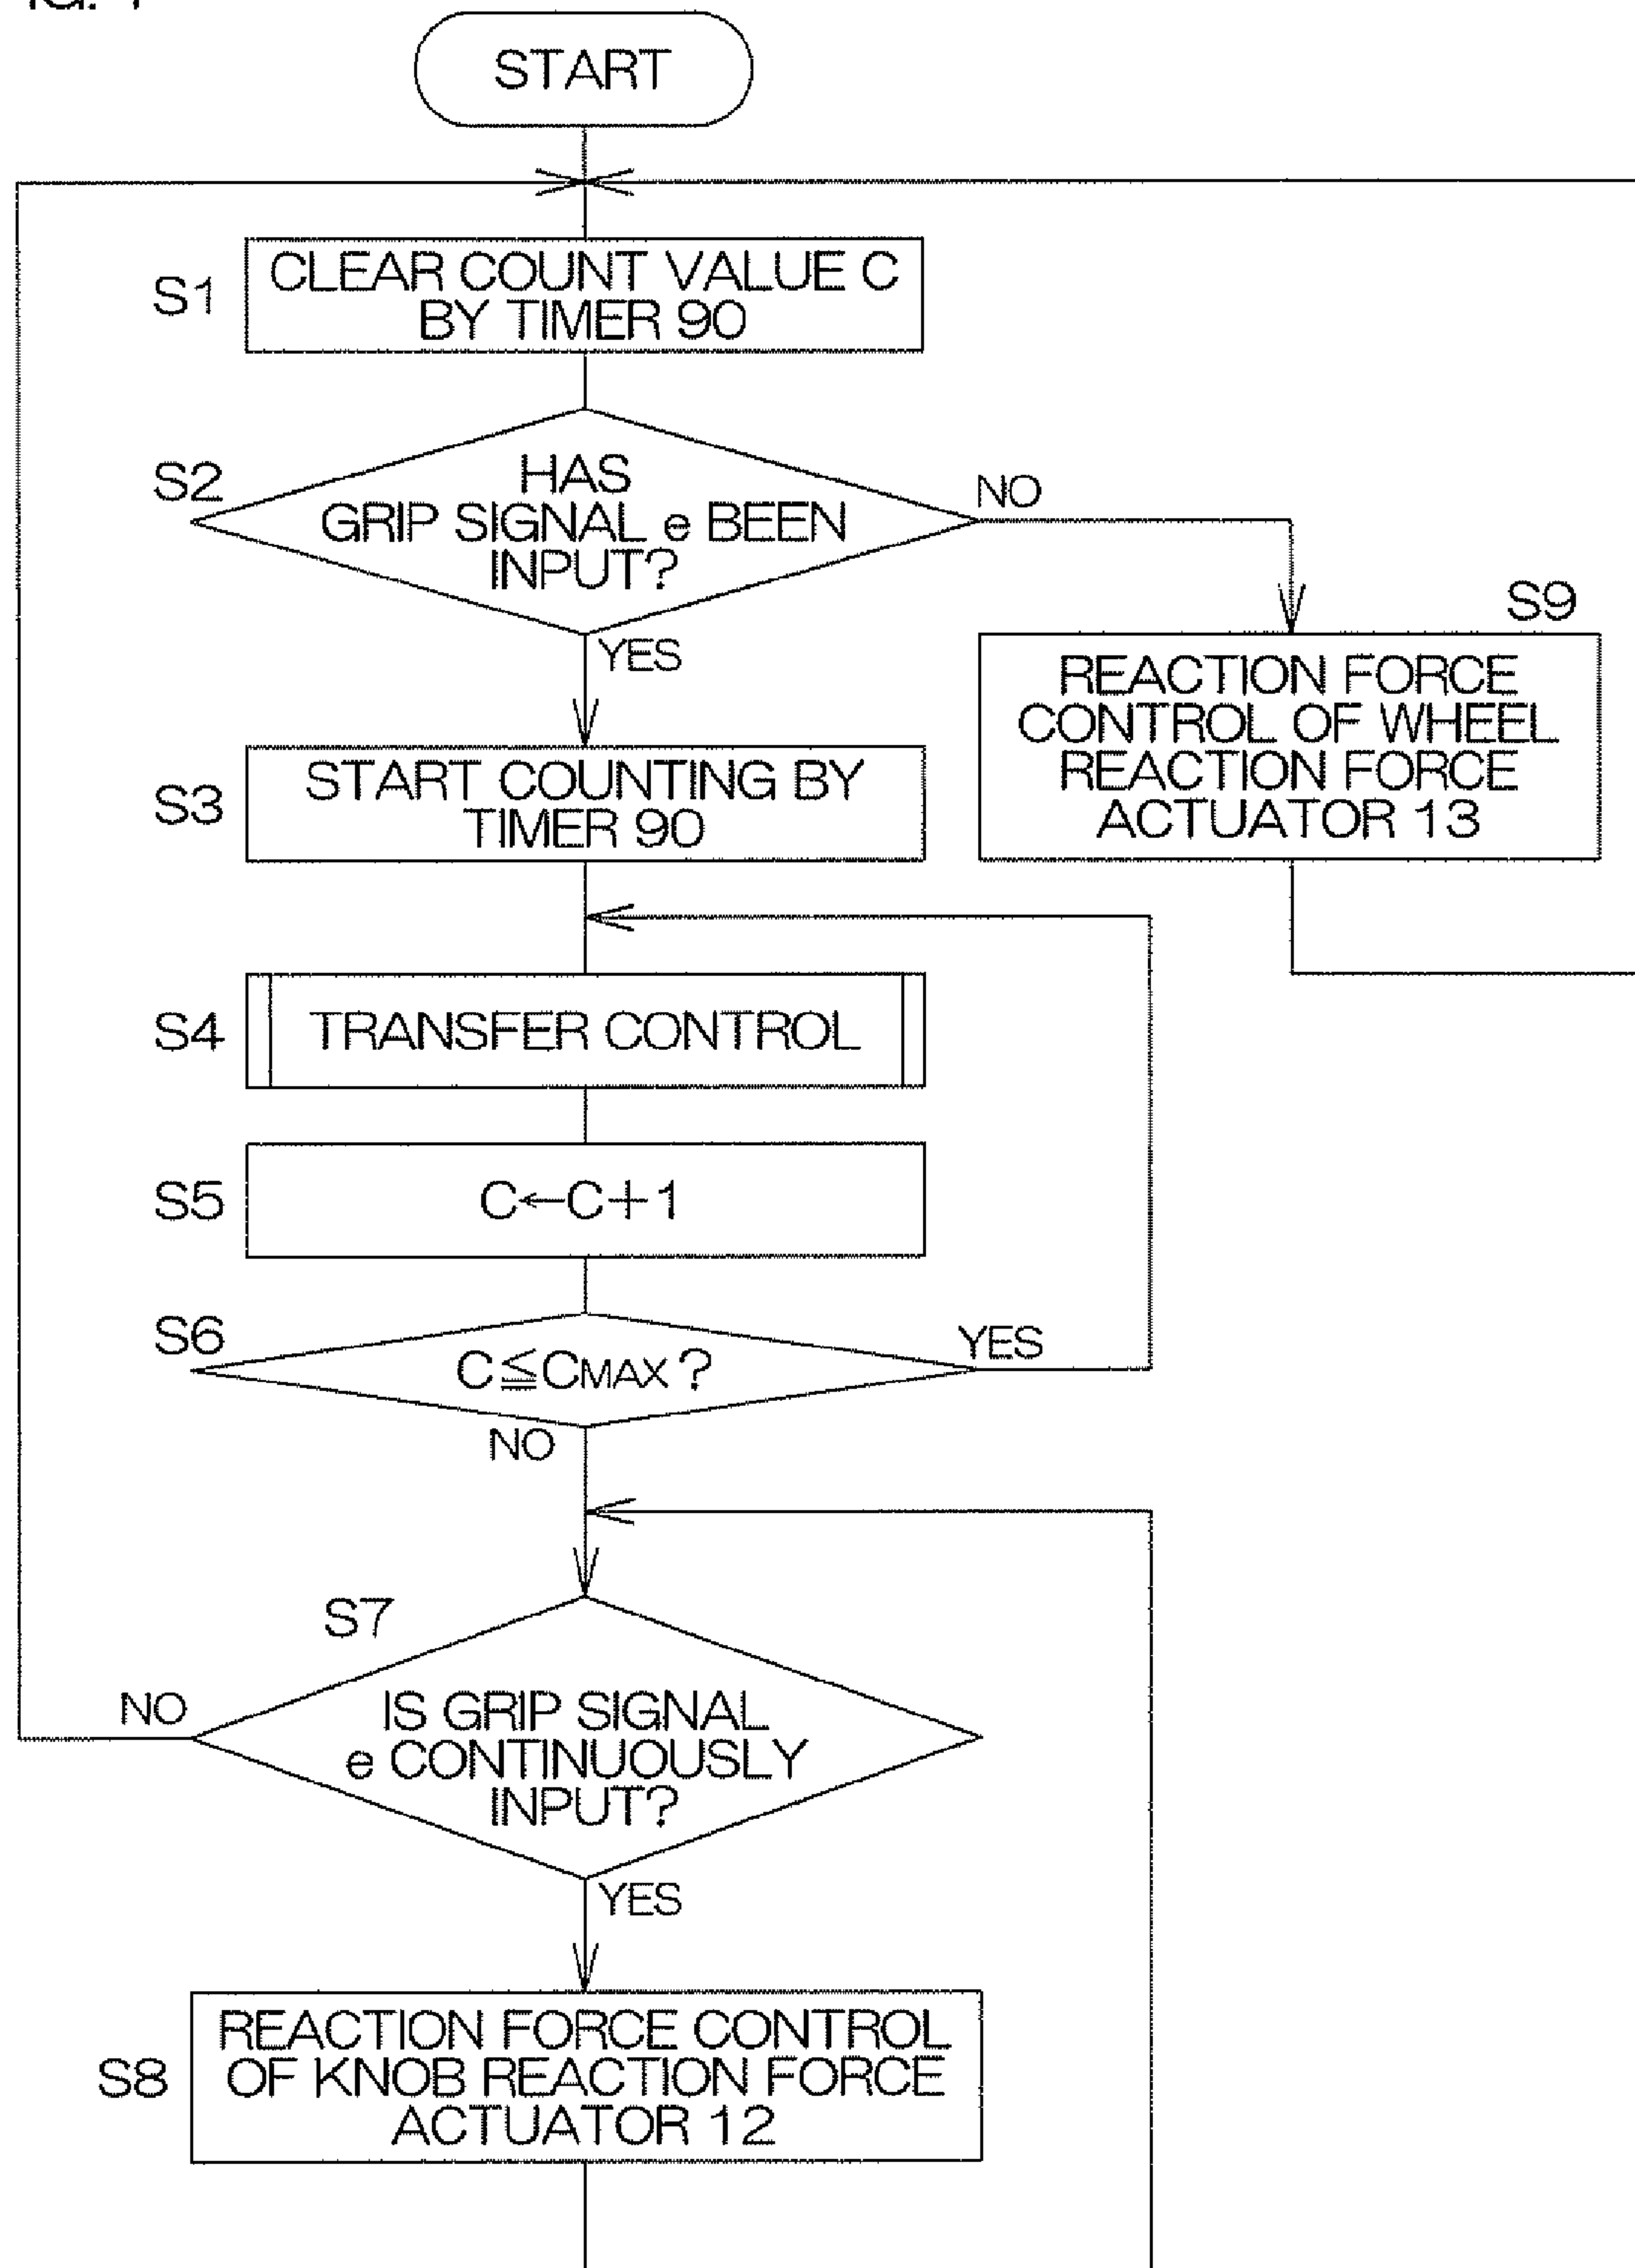 START
S1
CLEAR COUNT VALUE C
BY TIMER 90
S2
HAS
GRIP SIGNAL e BEEN
INPUT?
NO
YES
S9
REACTION FORCE
CONTROL OF WHEEL
REACTION FORCE
ACTUATOR 13
S3
START COUNTING BY
TIMER 90
S4
TRANSFER CONTROL
S5
C←C+1
S6
C≦CMAX?
YES
NO
S7
IS GRIP SIGNAL
e CONTINUOUSLY
INPUT?
NO
YES
S8
REACTION FORCE CONTROL
OF KNOB REACTION FORCE
ACTUATOR 12